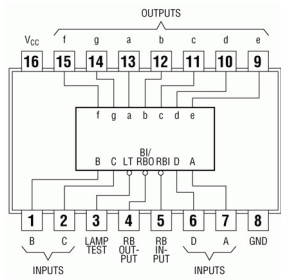 OUTPUTS
VCC f g a b c d e
16 15 14 13 12 11 10 9
f g a b c d e
BI/
B C LT RBO RBI D A
1 2 3 4 5 6 7 8
B C LAMP TEST RB OUT- PUT RB IN- PUT D A GND
INPUTS INPUTS